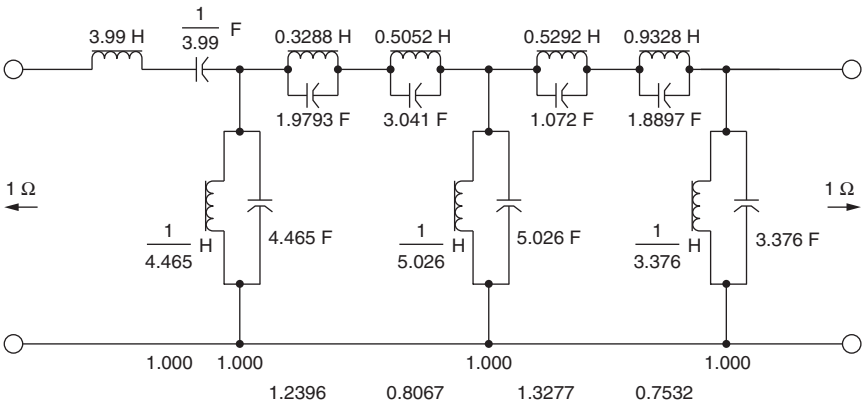 1
3.99 H
3.99
F
0.3288 H
0.5052 H
0.5292 H
0.9328 H
1.9793 F
3.041 F
1.072 F
1.8897 F
1 Ω
1 Ω
1
4.465
H
4.465 F
1
5.026
H
5.026 F
1
3.376
H
3.376 F
1.000
1.000
1.000
1.000
1.2396
0.8067
1.3277
0.7532